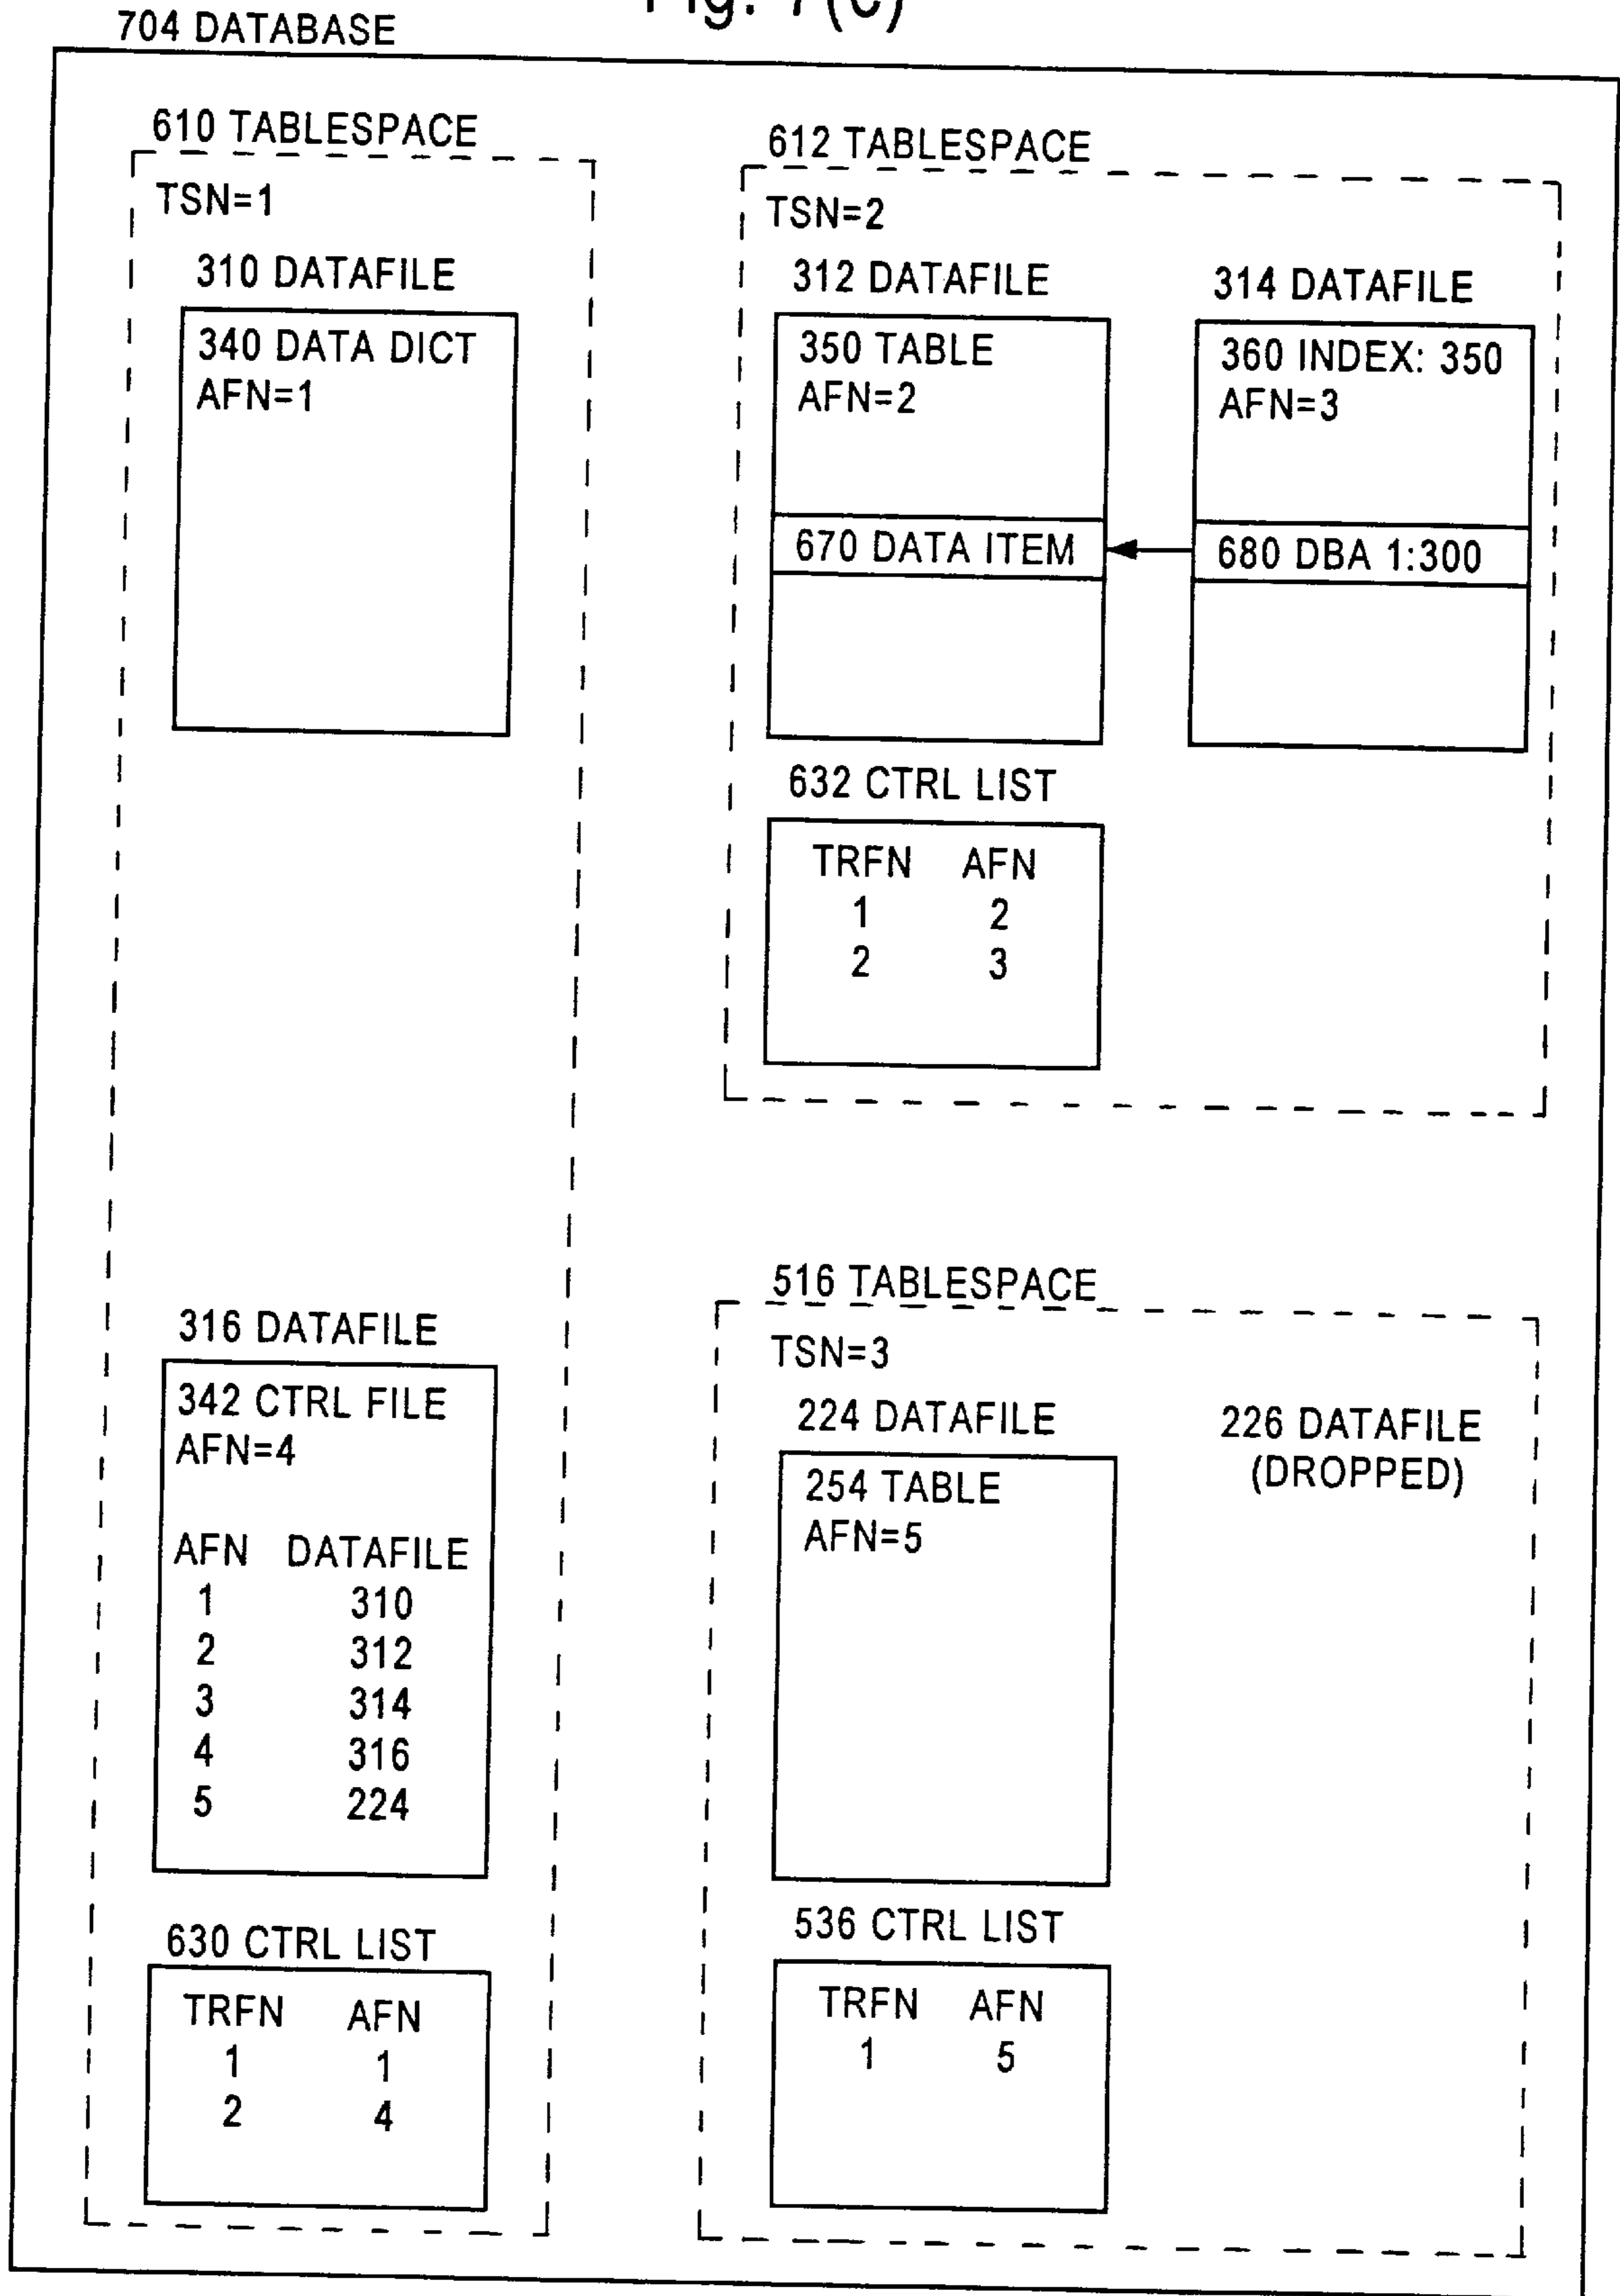 Fig. 7(c)
704 DATABASE
610 TABLESPACE
TSN=1
310 DATAFILE
340 DATA DICT
AFN=1
316 DATAFILE
342 CTRL FILE
AFN=4
AFN DATAFILE
1 310
2 312
3 314
4 316
5 224
630 CTRL LIST
TRFN AFN
1 1
2 4
612 TABLESPACE
TSN=2
312 DATAFILE
350 TABLE
AFN=2
670 DATA ITEM
314 DATAFILE
360 INDEX: 350
AFN=3
680 DBA 1:300
632 CTRL LIST
TRFN AFN
1 2
2 3
516 TABLESPACE
TSN=3
224 DATAFILE
254 TABLE
AFN=5
226 DATAFILE
(DROPPED)
536 CTRL LIST
TRFN AFN
1 5